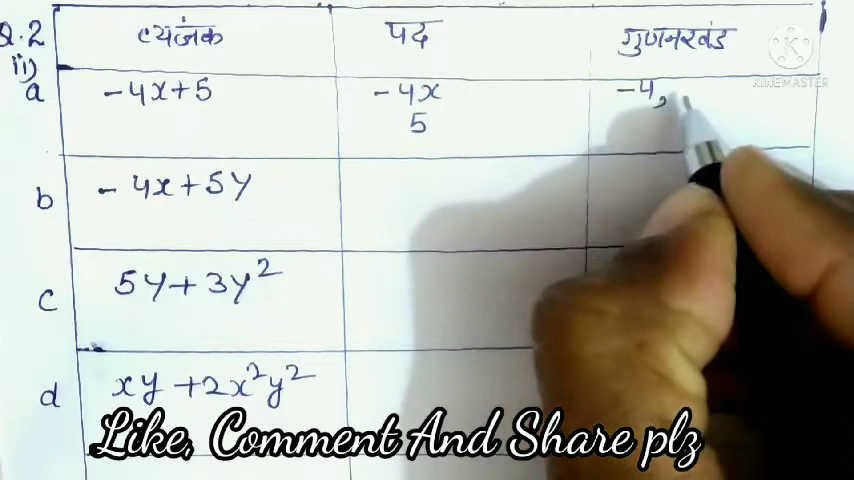 Q.2 व्यंजक पद गुणनखंड
ii)
KINEMASTER
a -4x+5 -4x -4,
5
b -4x+5y
c 5y+3y²
d xy+2x²y²
Like, Comment And Share plz